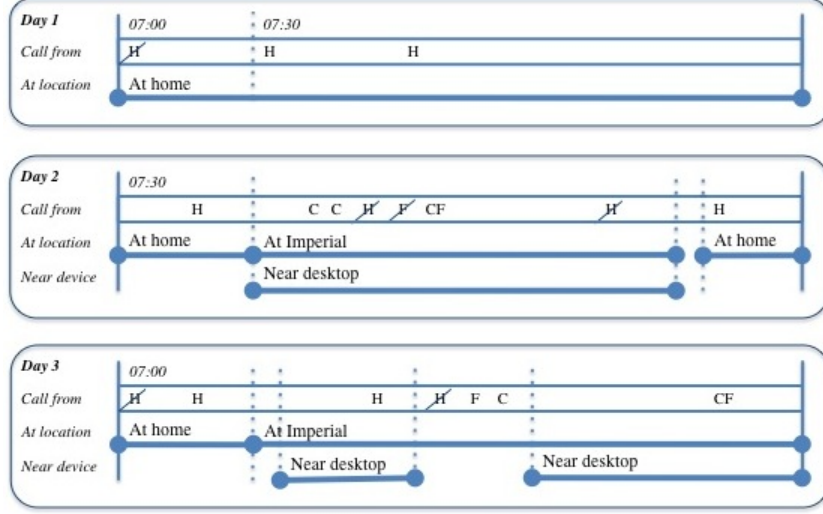 Day 1 07:00 07:30
Call from H H H
At location At home
Day 2 07:30
Call from H C C H F CF H H
At location At home At Imperial At home
Near device Near desktop
Day 3 07:00
Call from H H H H F C CF
At location At home At Imperial
Near device Near desktop Near desktop